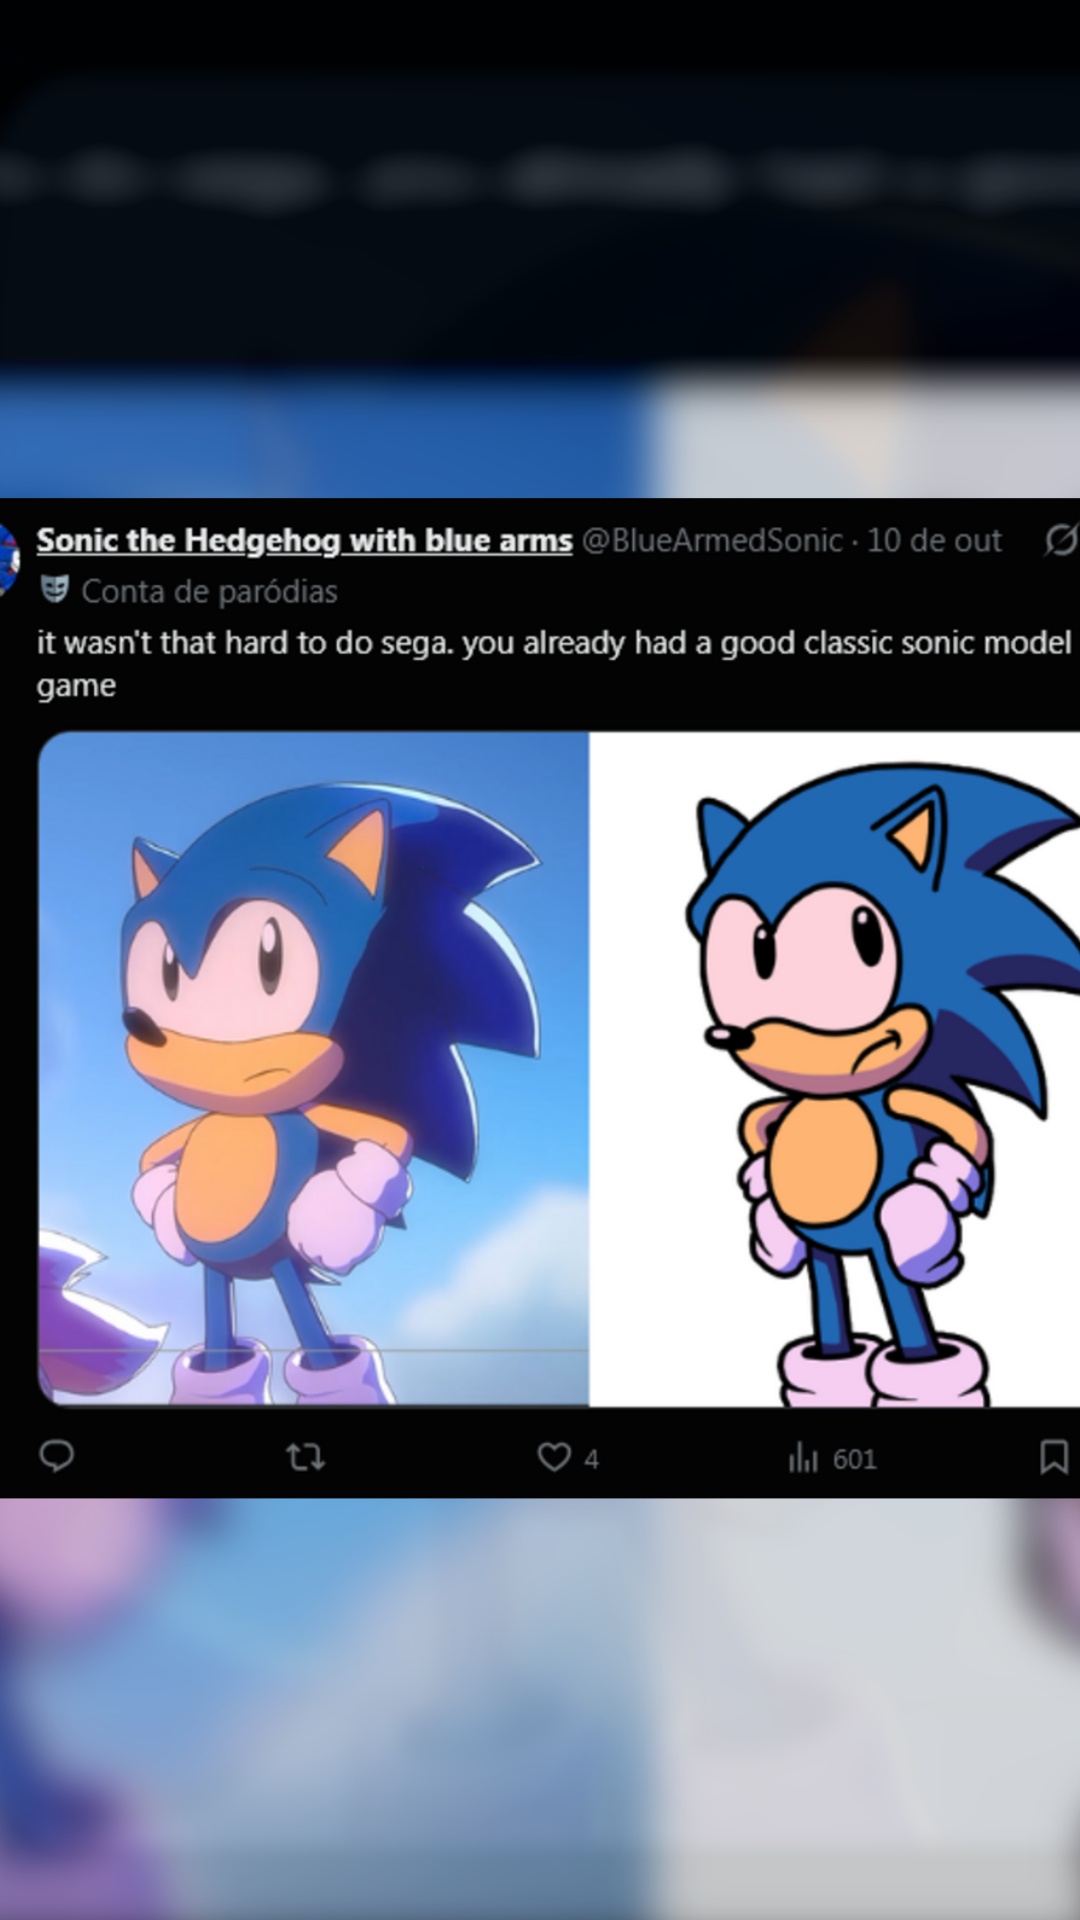 Sonic the Hedgehog with blue arms @BlueArmedSonic · 10 de out
Conta de paródias
it wasn't that hard to do sega. you already had a good classic sonic model
game
4
601